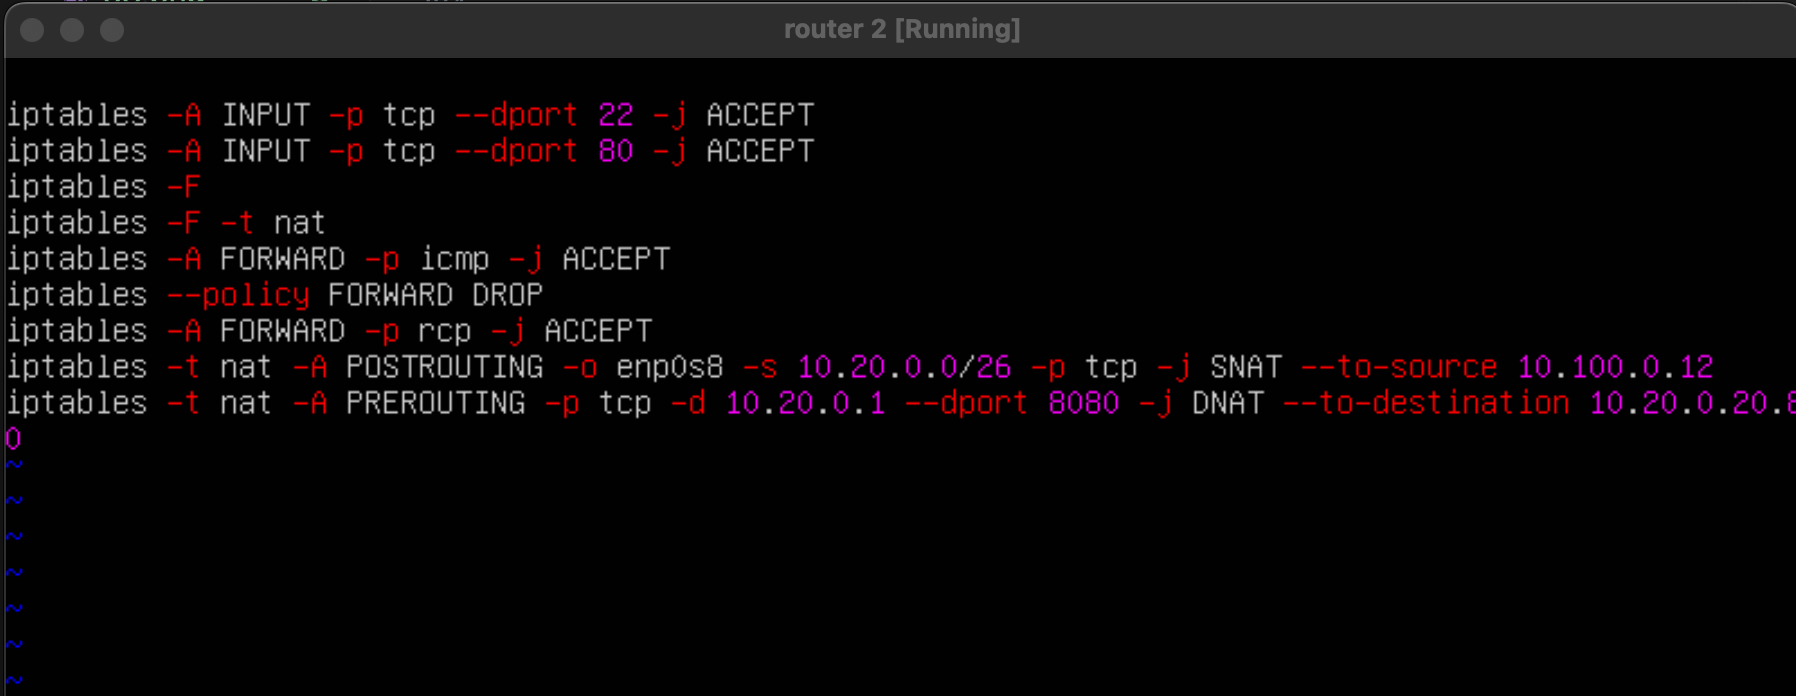 router 2 [Running]
iptables -A INPUT -p tcp --dport 22 -j ACCEPT
iptables -A INPUT -p tcp --dport 80 -j ACCEPT
iptables -F
iptables -F -t nat
iptables -A FORWARD -p icmp -j ACCEPT
iptables --policy FORWARD DROP
iptables -A FORWARD -p rcp -j ACCEPT
iptables -t nat -A POSTROUTING -o enp0s8 -s 10.20.0.0/26 -p tcp -j SNAT --to-source 10.100.0.12
iptables -t nat -A PREROUTING -p tcp -d 10.20.0.1 --dport 8080 -j DNAT --to-destination 10.20.0.20.8
0
~
~
~
~
~
~
~